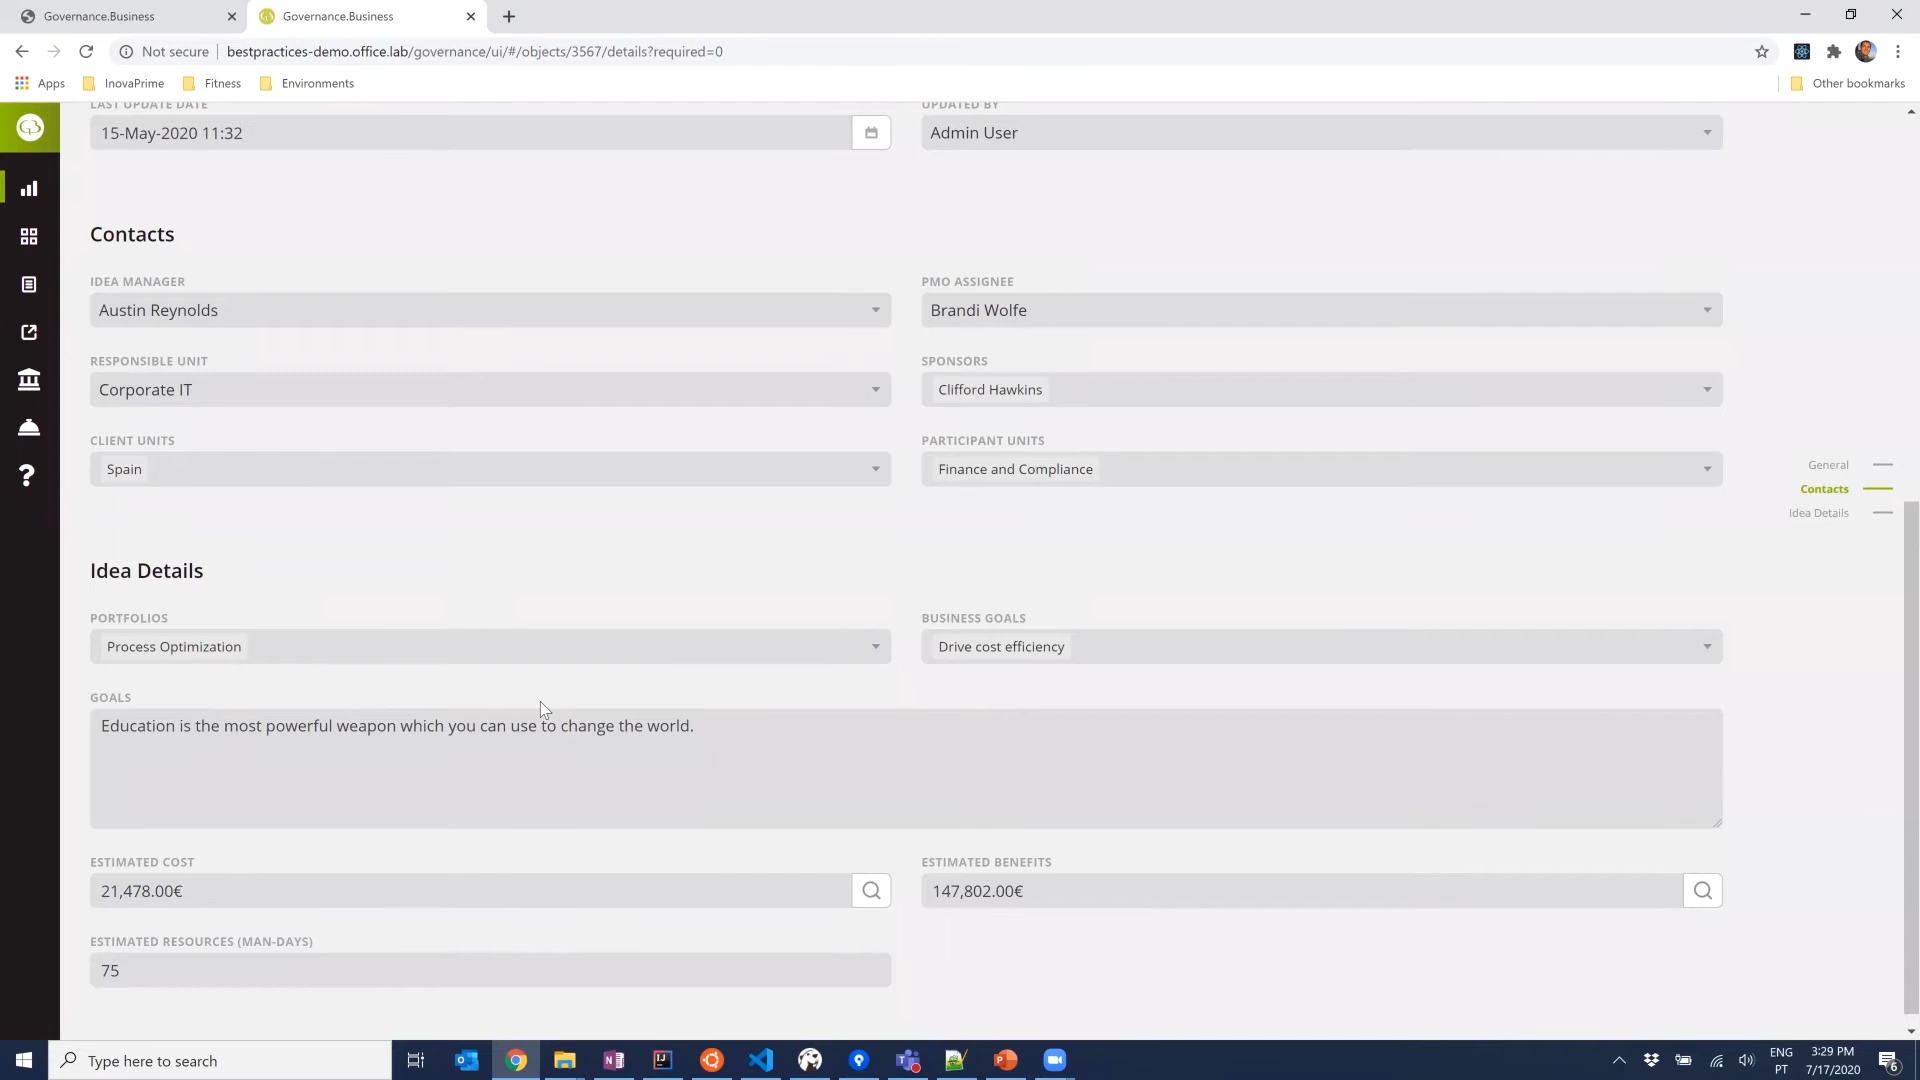 Governance.Business
Governance.Business
Not secure
bestpractices-demo.office.lab/governance/ui/#/objects/3567/details?required=0
Apps
InovaPrime
Fitness
Environments
Other bookmarks
LAST UPDATE DATE
UPDATED BY
15-May-2020 11:32
Admin User
Contacts
IDEA MANAGER
PMO ASSIGNEE
Austin Reynolds
Brandi Wolfe
RESPONSIBLE UNIT
SPONSORS
Corporate IT
Clifford Hawkins
CLIENT UNITS
PARTICIPANT UNITS
Spain
Finance and Compliance
General
Contacts
Idea Details
Idea Details
PORTFOLIOS
BUSINESS GOALS
Process Optimization
Drive cost efficiency
GOALS
Education is the most powerful weapon which you can use to change the world.
ESTIMATED COST
ESTIMATED BENEFITS
21,478.00€
147,802.00€
ESTIMATED RESOURCES (MAN-DAYS)
75
Type here to search
ENG
PT
3:29 PM
7/17/2020
6